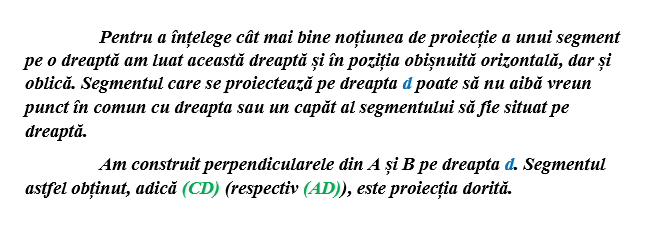 Pentru a înțelege cât mai bine noțiunea de proiecție a unui segment
pe o dreaptă am luat această dreaptă și în poziția obișnuită orizontală, dar și
oblică. Segmentul care se proiectează pe dreapta d poate să nu aibă vreun
punct în comun cu dreapta sau un capăt al segmentului să fie situat pe
dreaptă.
Am construit perpendicularele din A și B pe dreapta d. Segmentul
astfel obținut, adică (CD) (respectiv (AD)), este proiecția dorită.